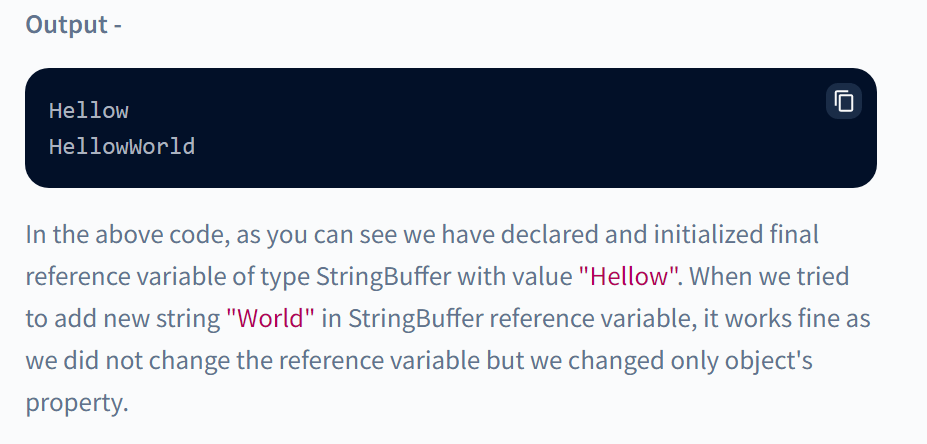 Output -
Hellow
HellowWorld
In the above code, as you can see we have declared and initialized final
reference variable of type StringBuffer with value "Hellow". When we tried
to add new string "World" in StringBuffer reference variable, it works fine as
we did not change the reference variable but we changed only object's
property.